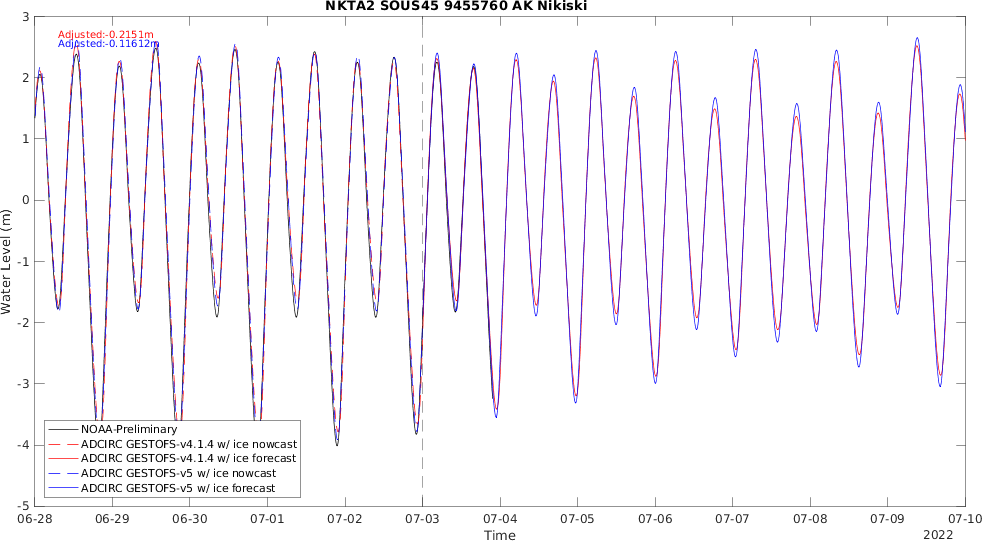 NKTA2 SOUS45 9455760 AK Nikiski
Adjusted:-0.2151m
Adjusted:-0.11612m
3
2
1
0
-1
-2
-3
-4
-5
Water Level (m)
NOAA-Preliminary
ADCIRC GESTOFS-v4.1.4 w/ ice nowcast
ADCIRC GESTOFS-v4.1.4 w/ ice forecast
ADCIRC GESTOFS-v5 w/ ice nowcast
ADCIRC GESTOFS-v5 w/ ice forecast
06-28 06-29 06-30 07-01 07-02 07-03 07-04 07-05 07-06 07-07 07-08 07-09 07-10
Time
2022